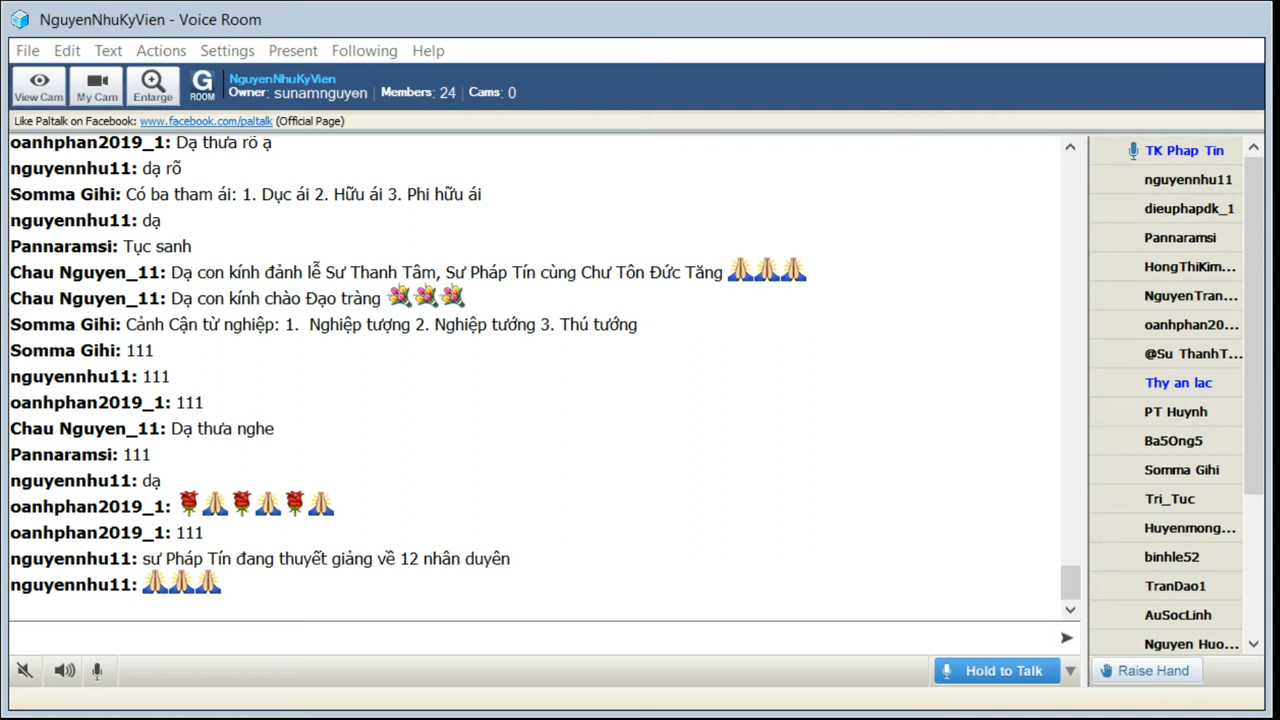 NguyenNhuKyVien - Voice Room
File Edit Text Actions Settings Present Following Help
View Cam My Cam Enlarge G ROOM
NguyenNhuKyVien
Owner: sunamnguyen | Members: 24 | Cams: 0
Like Paltalk on Facebook: www.facebook.com/paltalk (Official Page)
oanhphan2019_1: Dạ thưa rõ ạ
nguyennhu11: dạ rõ
Somma Gihi: Có ba tham ái: 1. Dục ái 2. Hữu ái 3. Phi hữu ái
nguyennhu11: dạ
Pannaramsi: Tục sanh
Chau Nguyen_11: Dạ con kính đảnh lễ Sư Thanh Tâm, Sư Pháp Tín cùng Chư Tôn Đức Tăng 🙏🙏🙏
Chau Nguyen_11: Dạ con kính chào Đạo tràng 💐💐💐
Somma Gihi: Cảnh Cận từ nghiệp: 1.  Nghiệp tượng 2. Nghiệp tướng 3. Thú tướng
Somma Gihi: 111
nguyennhu11: 111
oanhphan2019_1: 111
Chau Nguyen_11: Dạ thưa nghe
Pannaramsi: 111
nguyennhu11: dạ
oanhphan2019_1: 🌹🙏🌹🙏🌹🙏
oanhphan2019_1: 111
nguyennhu11: sư Pháp Tín đang thuyết giảng về 12 nhân duyên
nguyennhu11: 🙏🙏🙏
TK Phap Tin
nguyennhu11
dieuphapdk_1
Pannaramsi
HongThiKim...
NguyenTran...
oanhphan20...
@Su ThanhT...
Thy an lac
PT Huynh
Ba5Ong5
Somma Gihi
Tri_Tuc
Huyenmong...
binhle52
TranDao1
AuSocLinh
Nguyen Huo...
Hold to Talk
Raise Hand